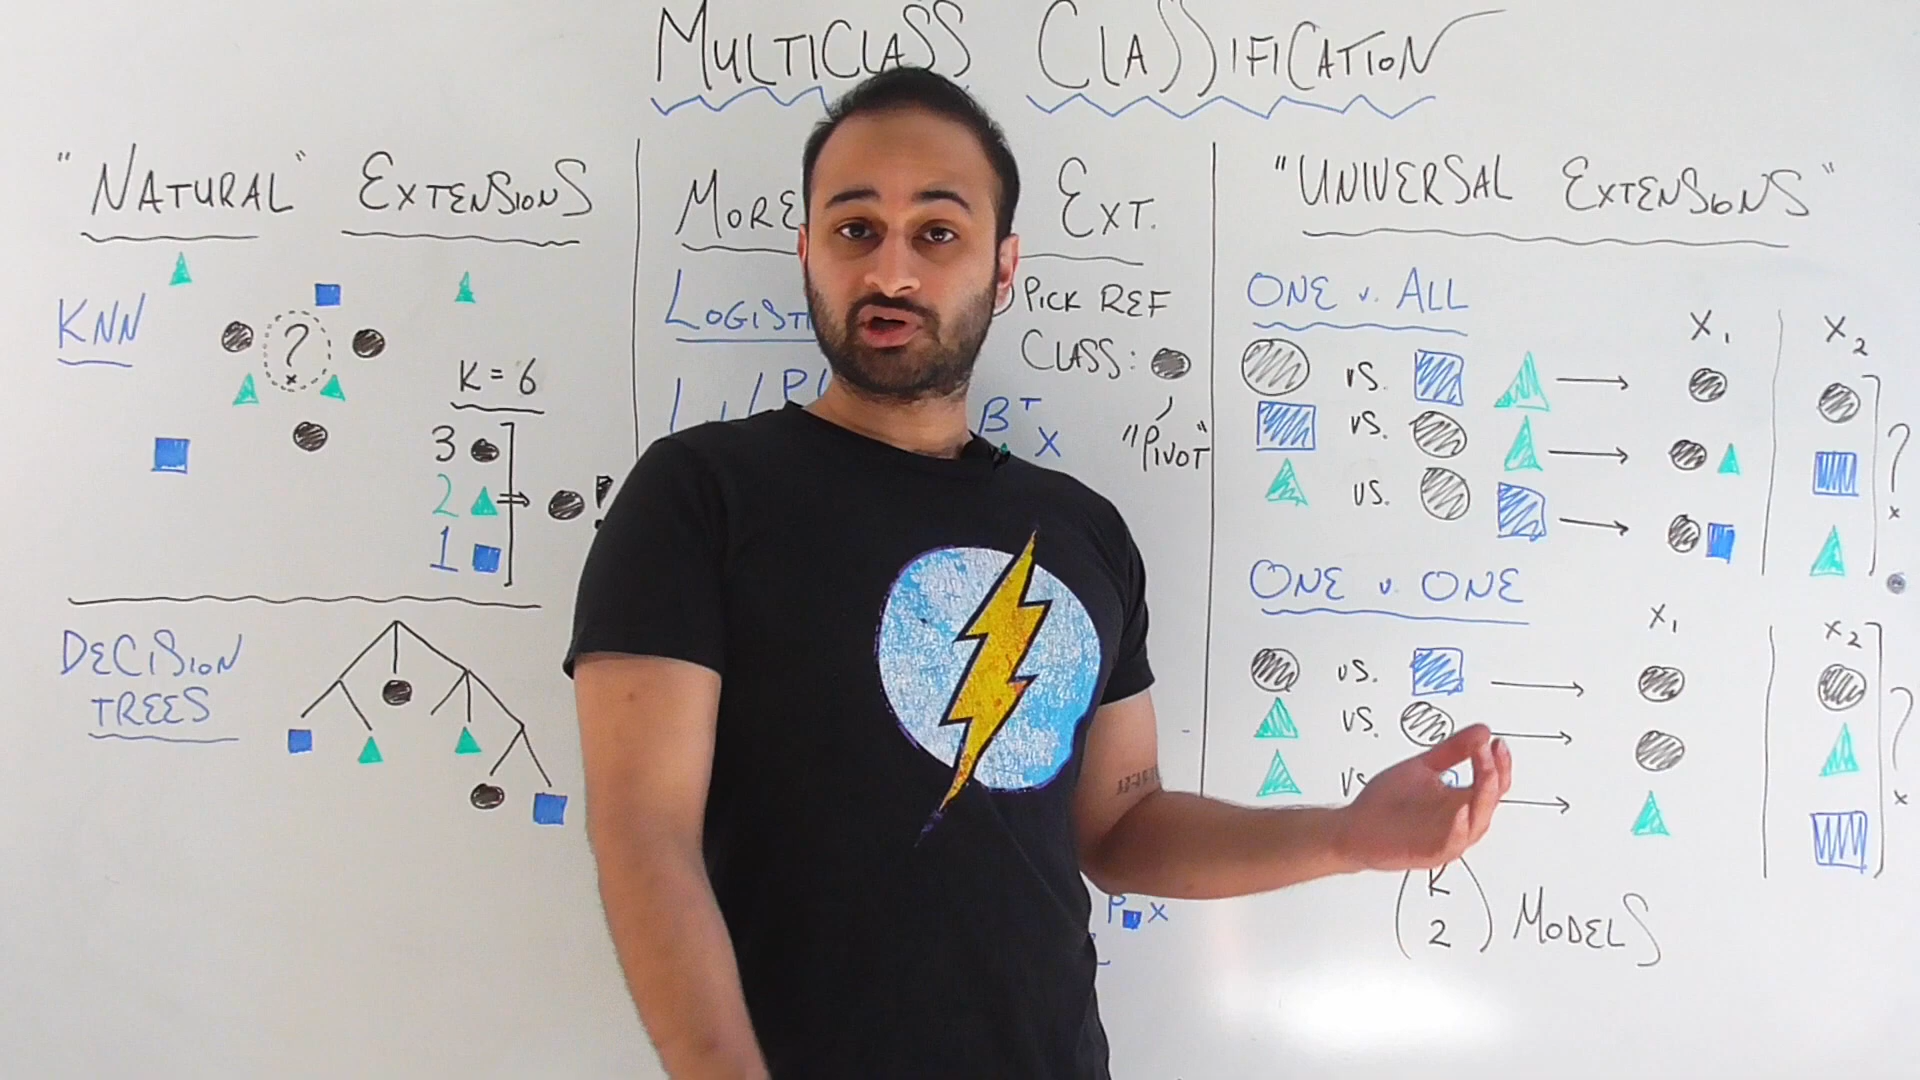 MULTICLASS CLASSIFICATION
"NATURAL" EXTENSIONS
KNN
?
K = 6
3
2
1
DECISION
TREES
MORE EXT.
PICK REF
CLASS:
"PIVOT"
B^T X
P X
"UNIVERSAL EXTENSIONS"
ONE v. ALL
X1 X2
vs.
vs.
vs.
?
ONE v ONE
X1 X2
vs.
vs.
vs
?
(K 2) MODELS